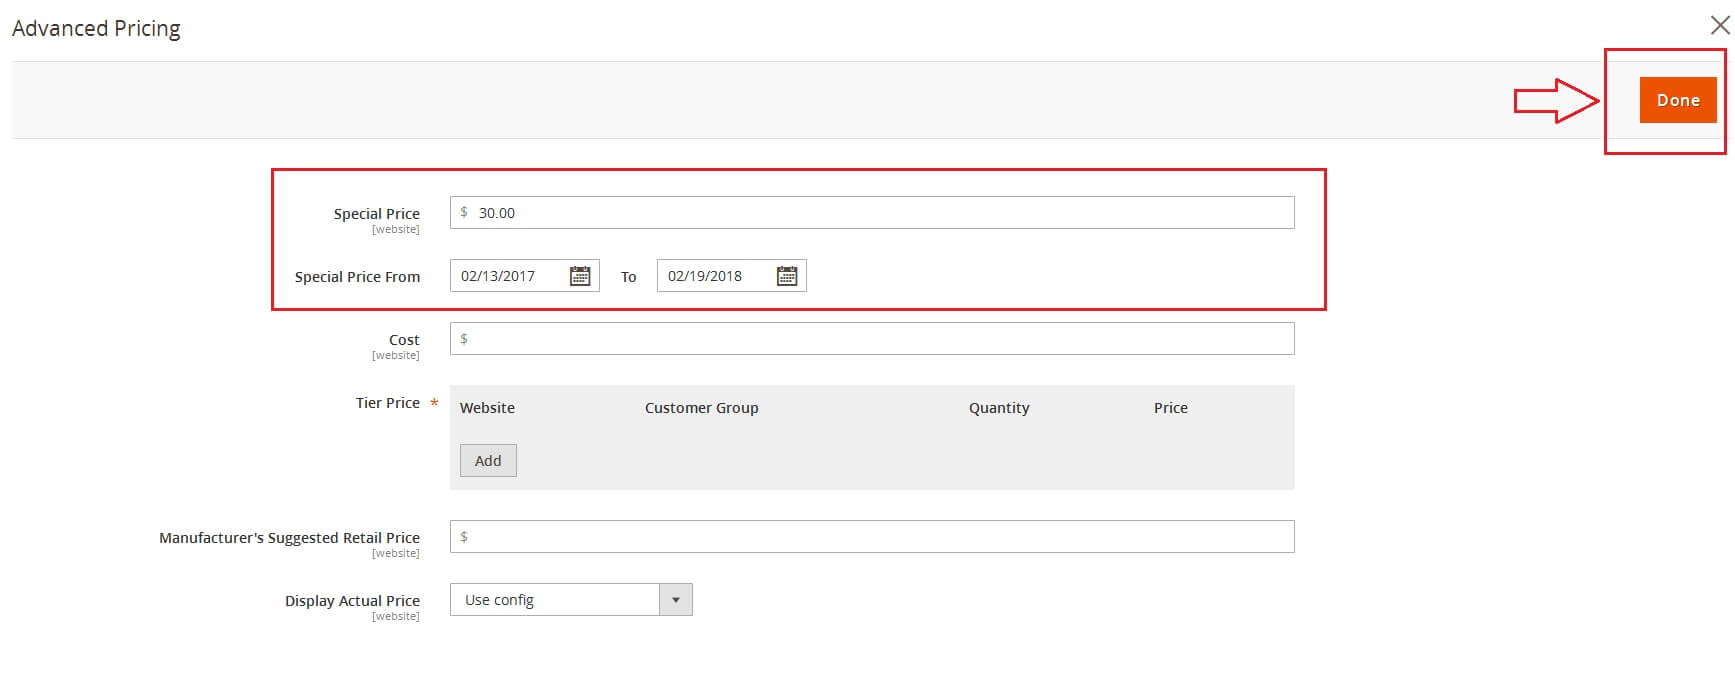 Advanced Pricing
Done
Special Price $ 30.00
[website]
Special Price From 02/13/2017 To 02/19/2018
Cost $
[website]
Tier Price * Website Customer Group Quantity Price
Add
Manufacturer's Suggested Retail Price $
[website]
Display Actual Price Use config
[website]